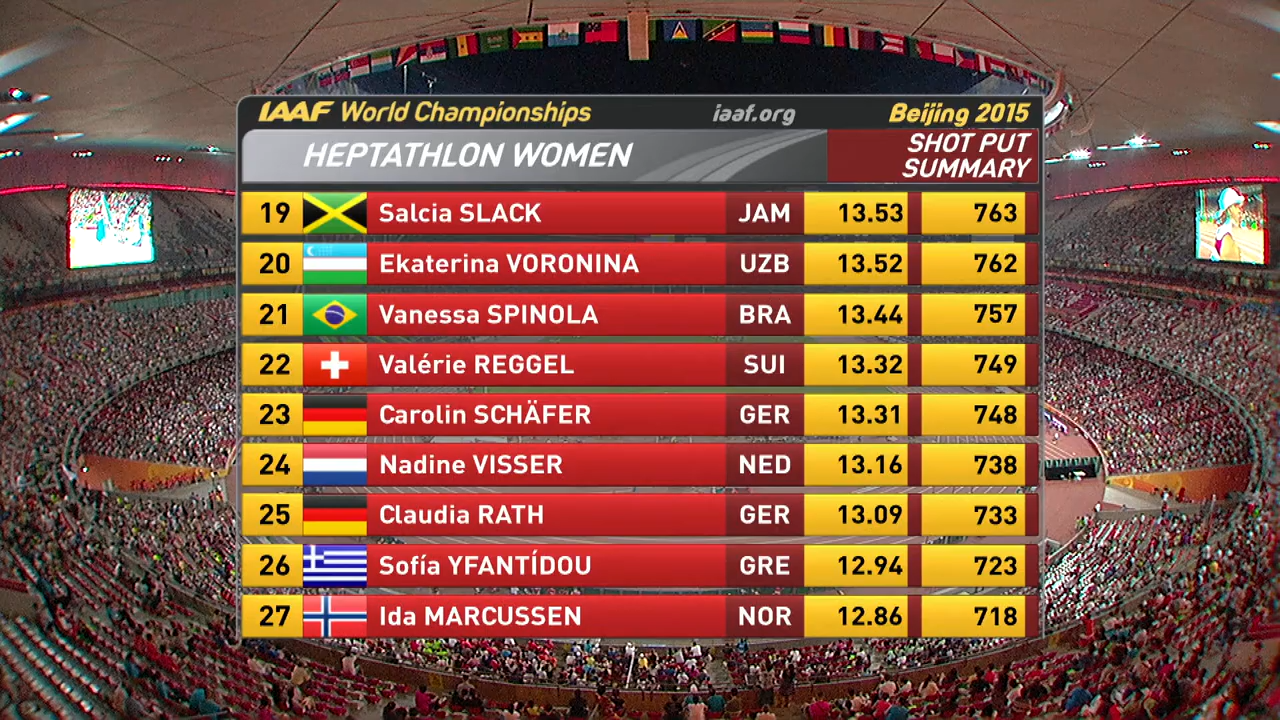 IAAF World Championships iaaf.org Beijing 2015
HEPTATHLON WOMEN SHOT PUT SUMMARY
19 Salcia SLACK JAM 13.53 763
20 Ekaterina VORONINA UZB 13.52 762
21 Vanessa SPINOLA BRA 13.44 757
22 Valérie REGGEL SUI 13.32 749
23 Carolin SCHÄFER GER 13.31 748
24 Nadine VISSER NED 13.16 738
25 Claudia RATH GER 13.09 733
26 Sofía YFANTÍDOU GRE 12.94 723
27 Ida MARCUSSEN NOR 12.86 718